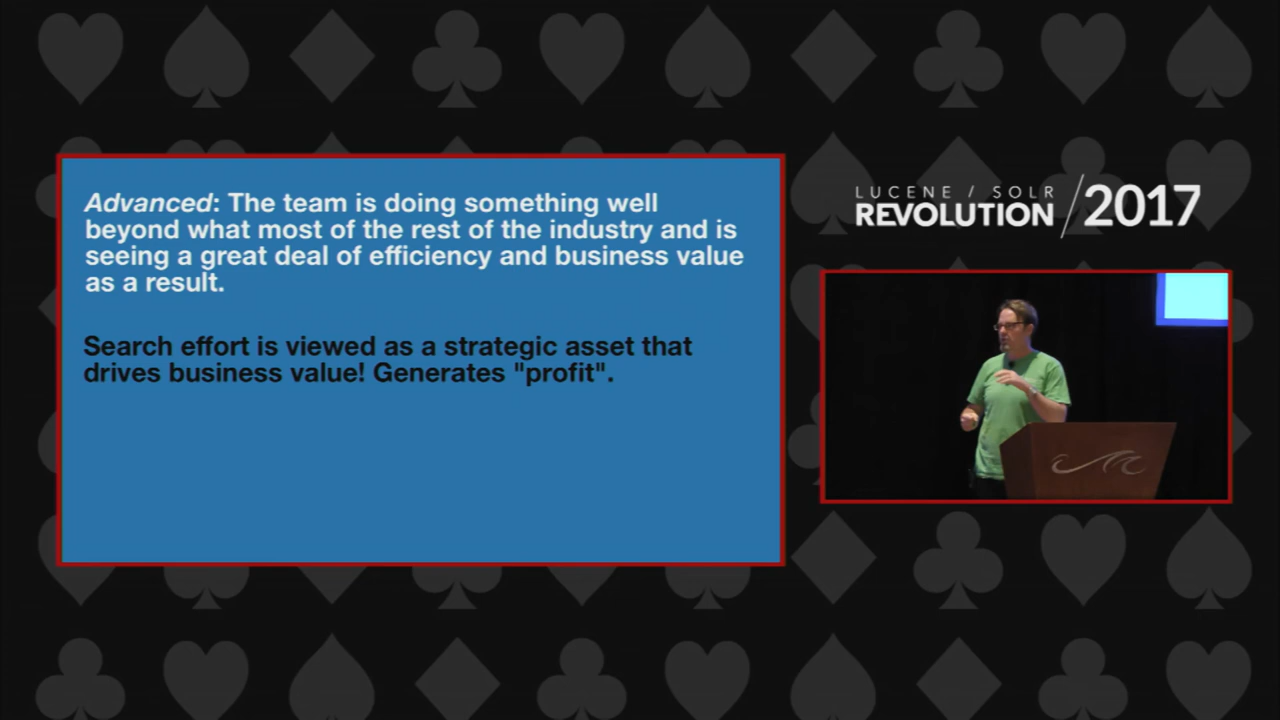 Advanced: The team is doing something well
beyond what most of the rest of the industry and is
seeing a great deal of efficiency and business value
as a result.
Search effort is viewed as a strategic asset that
drives business value! Generates "profit".
LUCENE / SOLR
REVOLUTION / 2017